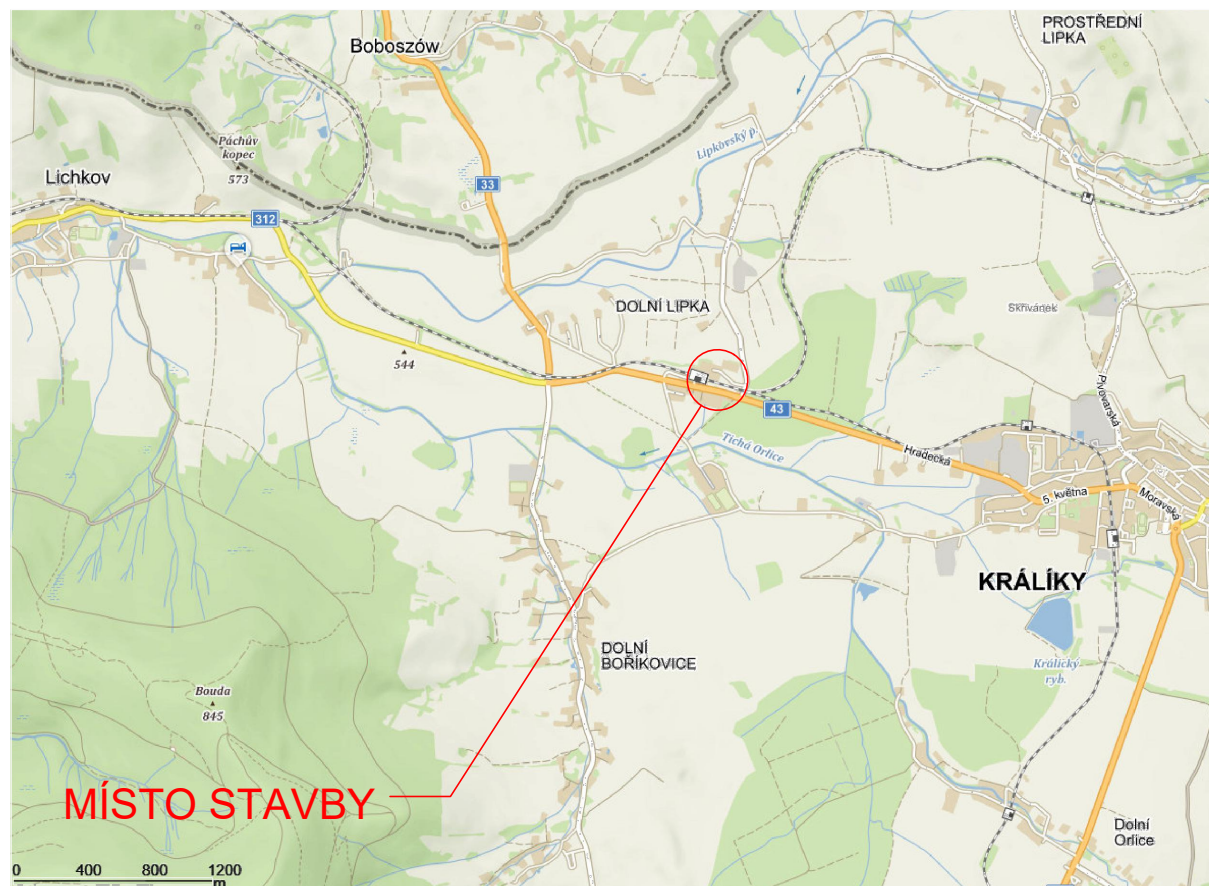 PROSTŘEDNÍ
LIPKA
Boboszów
Páchův
kopec
573
Lipkovský p.
Lichkov
33
312
DOLNÍ LIPKA
Skřivánek
544
43
Pivovarská
Tichá Orlice
Hradecká
5. května
Moravská
KRÁLÍKY
DOLNÍ
BOŘÍKOVICE
Králický
ryb.
Bouda
845
MÍSTO STAVBY
Dolní
Orlice
0 400 800 1200
m